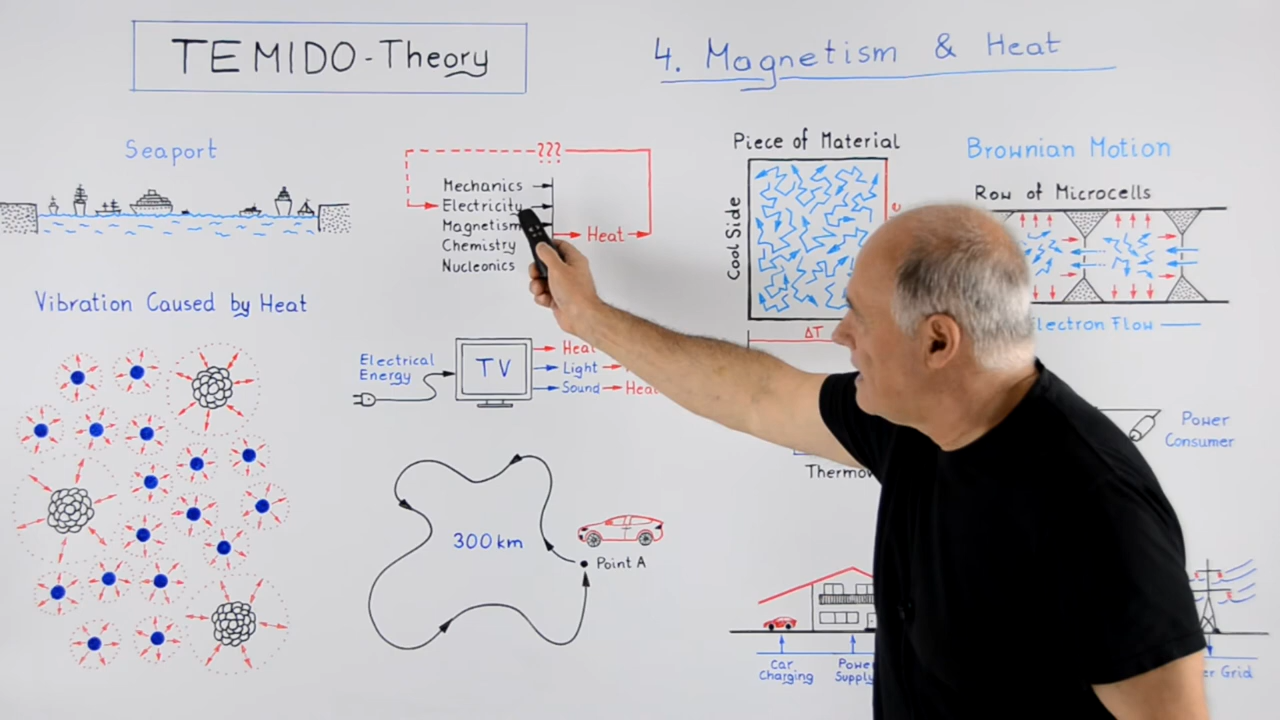 TEMIDO-Theory
4. Magnetism & Heat
Seaport
???
Mechanics
Electricity
Magnetism
Chemistry
Nucleonics
Heat
Piece of Material
Cool Side
ΔT
Brownian Motion
Row of Microcells
Electron Flow
Vibration Caused by Heat
Electrical
Energy
TV
Heat
Light
Sound
Heat
300 km
Point A
Power
Consumer
Car
Charging
Power
Supply
Grid